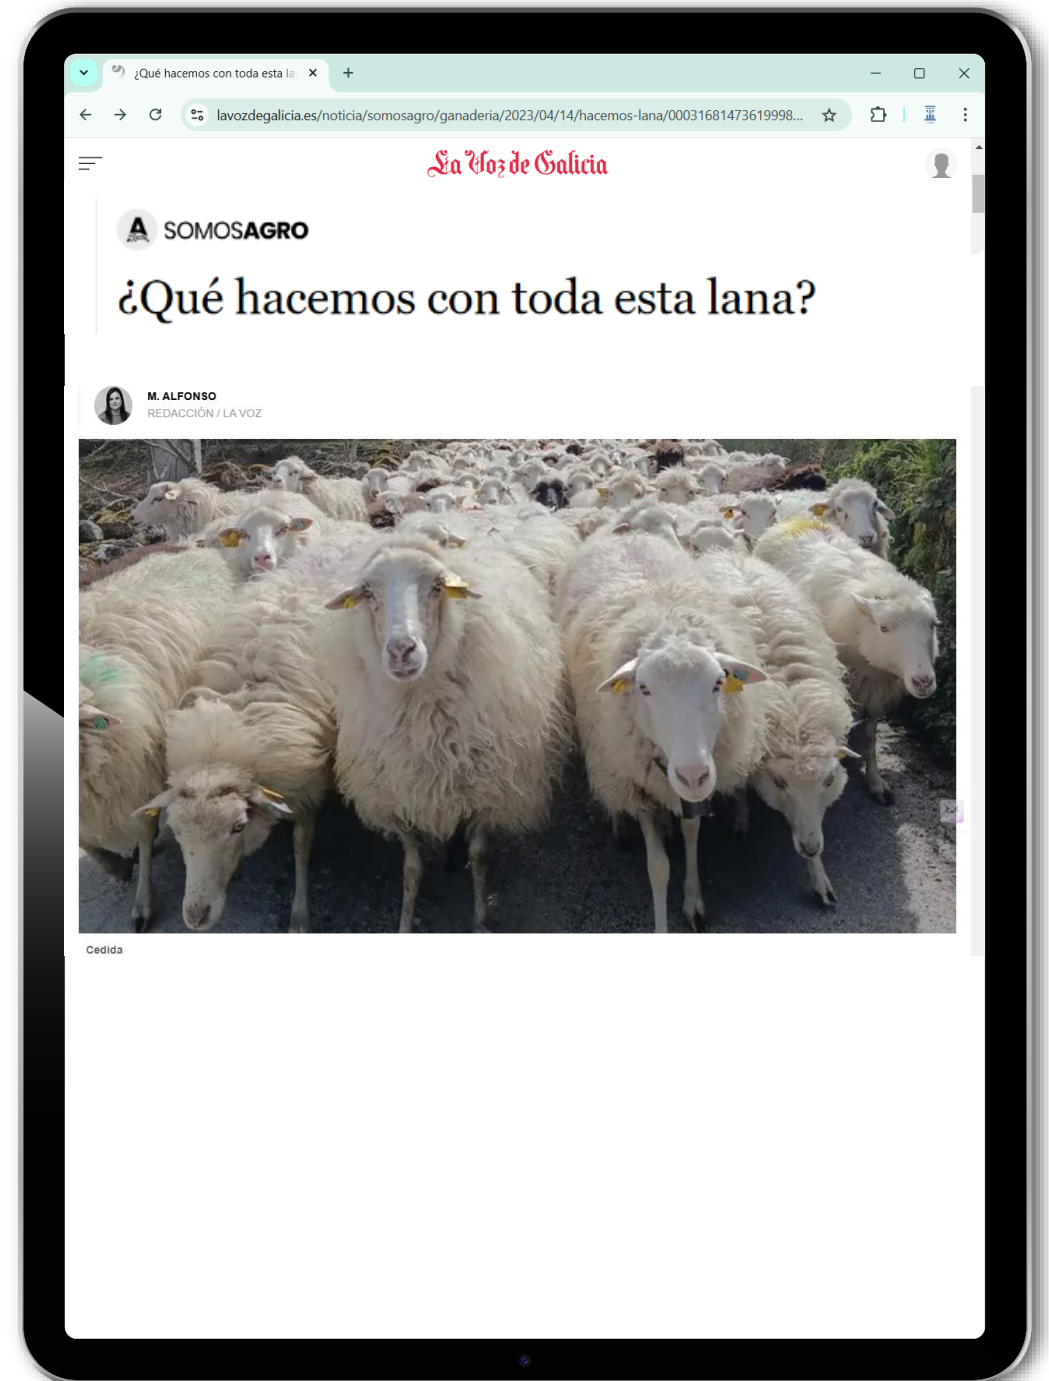 ¿Qué hacemos con toda esta la
lavozdegalicia.es/noticia/somosagro/ganaderia/2023/04/14/hacemos-lana/00031681473619998...
La Voz de Galicia
A SOMOSAGRO
¿Qué hacemos con toda esta lana?
M. ALFONSO
REDACCIÓN / LA VOZ
Cedida